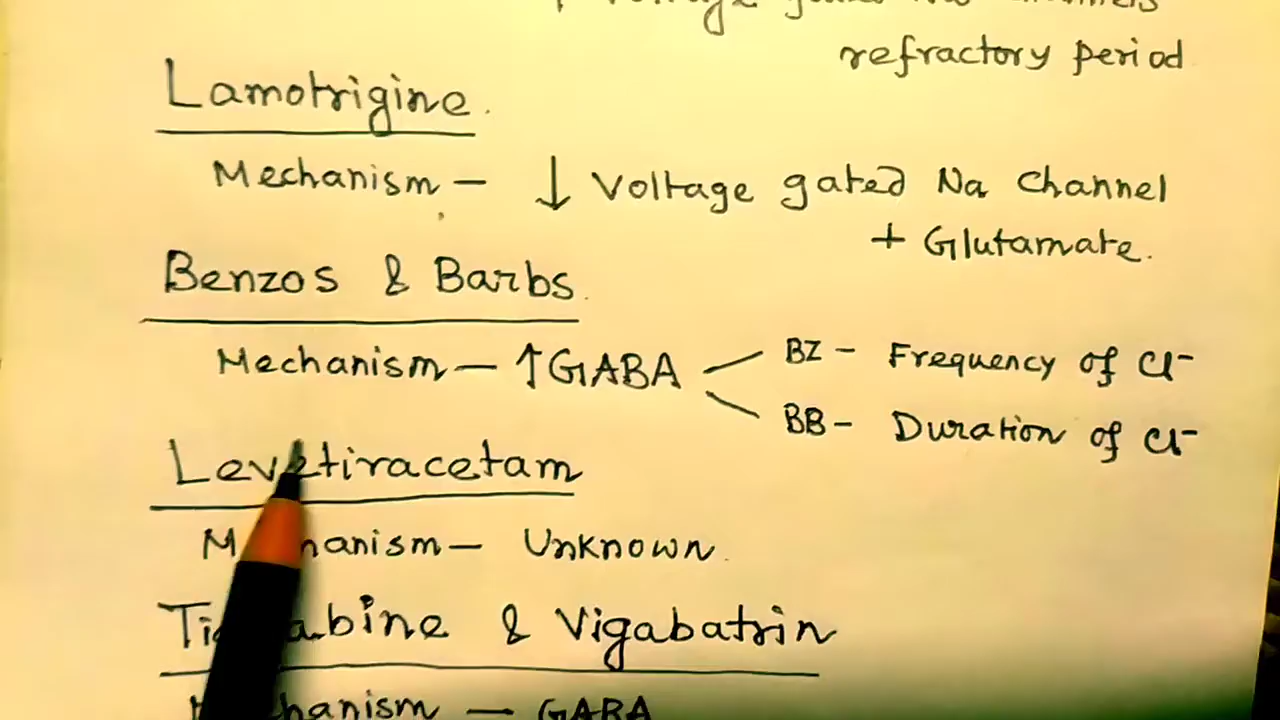 refractory period
Lamotrigine.
Mechanism – ↓ Voltage gated Na Channel
+ Glutamate.
Benzos & Barbs
Mechanism – ↑GABA
BZ – Frequency of Cl⁻
BB – Duration of Cl⁻
Levetiracetam
Mechanism – Unknown.
& Vigabatrin
Mechanism – GABA